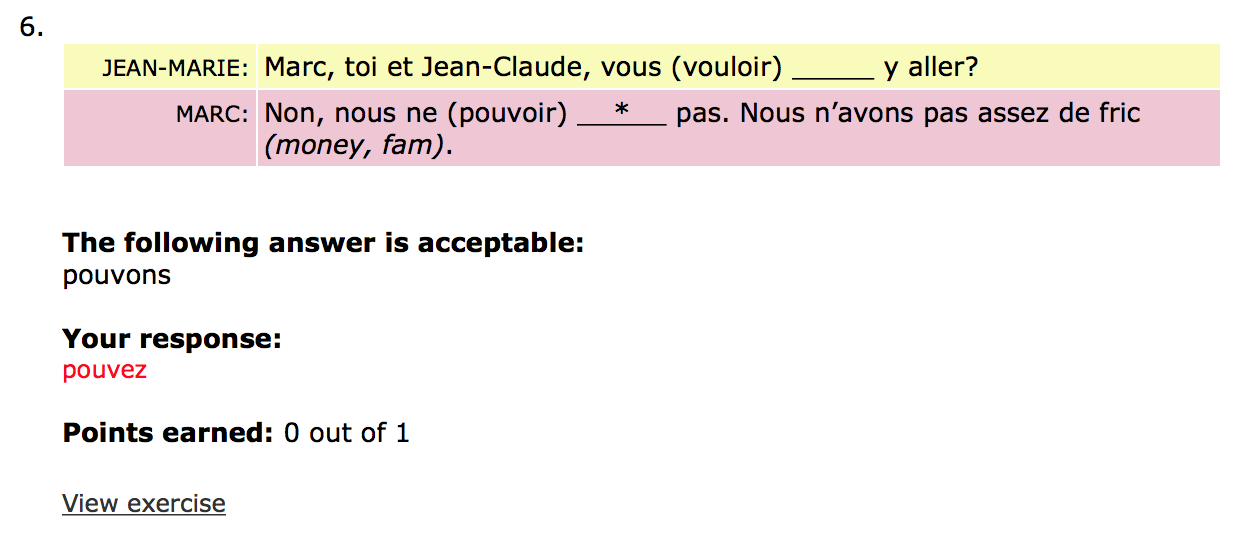 6.
JEAN-MARIE: Marc, toi et Jean-Claude, vous (vouloir) ______ y aller?
MARC: Non, nous ne (pouvoir) ___*___ pas. Nous n’avons pas assez de fric
(money, fam).
The following answer is acceptable:
pouvons
Your response:
pouvez
Points earned: 0 out of 1
View exercise